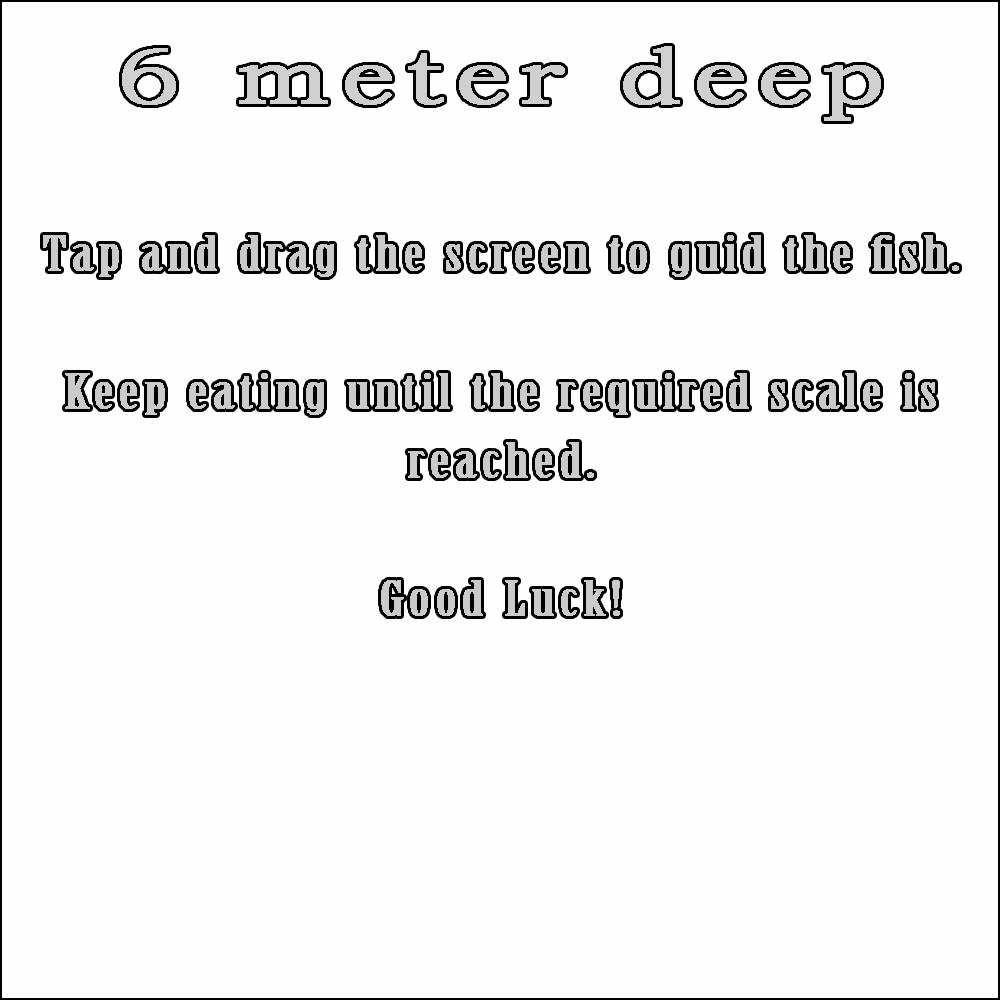 6 meter deep
Tap and drag the screen to guid the fish.
Keep eating until the required scale is
reached.
Good Luck!